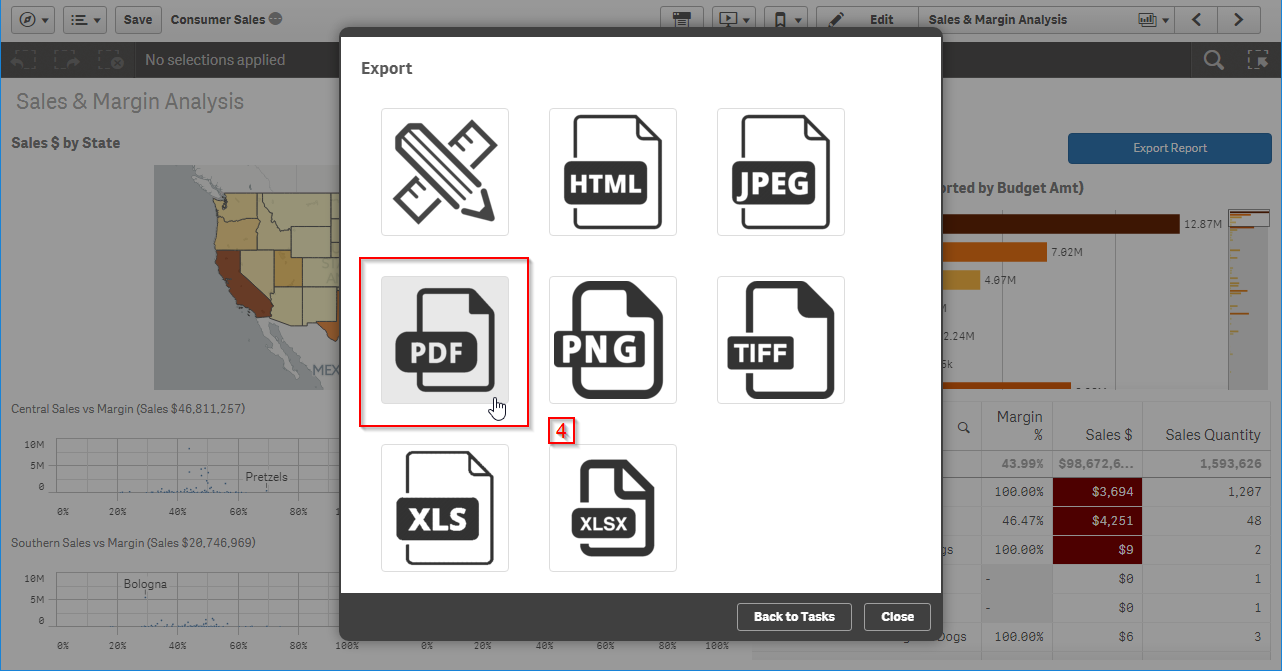 Save
Consumer Sales
Edit
Sales & Margin Analysis
No selections applied
Sales & Margin Analysis
Sales $ by State
Export
HTML
JPEG
PDF
PNG
TIFF
4
XLS
XLSX
Back to Tasks
Close
Export Report
orted by Budget Amt)
12.87M
7.02M
4.07M
2.24M
MEX
Central Sales vs Margin (Sales $46,811,257)
10M
5M
0
Pretzels
0%
20%
40%
60%
80%
Southern Sales vs Margin (Sales $20,746,969)
10M
5M
0
Bologna
0%
20%
40%
60%
80%
100%
0%
20%
40%
60%
80%
100%
Margin %
Sales $
Sales Quantity
43.99%
$98,672,6...
1,593,626
100.00%
$3,694
1,207
46.47%
$4,251
48
gs
100.00%
$9
2
-
$0
1
-
$0
1
Dogs
100.00%
$6
3